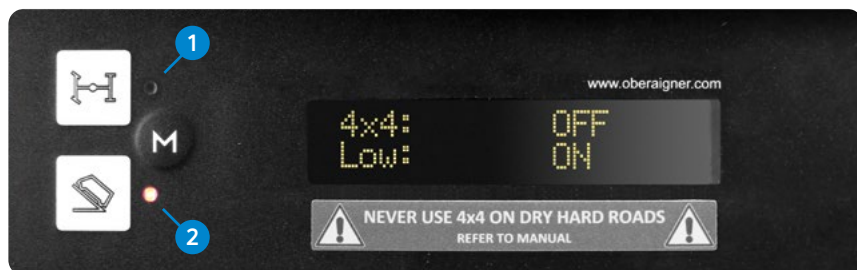 1
www.oberaigner.com
4x4: OFF
M
Low: ON
2
NEVER USE 4x4 ON DRY HARD ROADS
REFER TO MANUAL